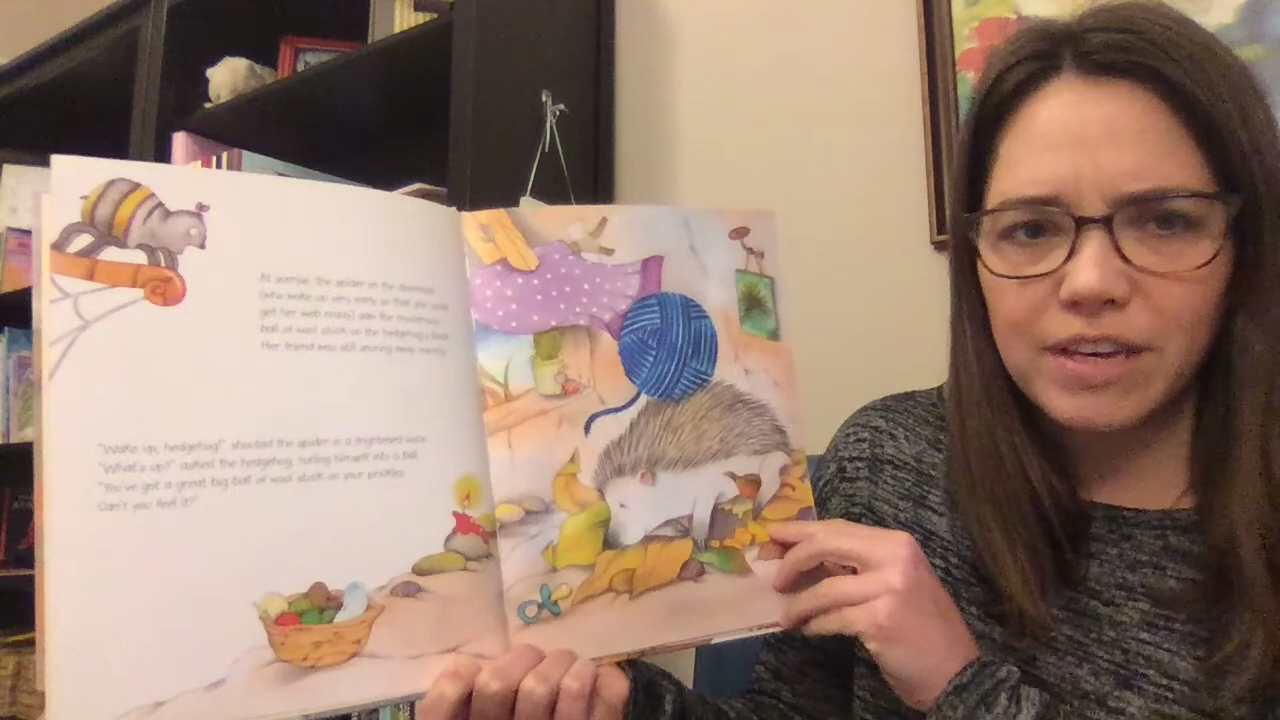 At sunrise, the spider on the doormat
(who woke up very early so that she could
get her web ready) saw the mysterious
ball of wool stuck on the hedgehog's back.
Her friend was still snoring away merrily.
"Wake up, hedgehog!" shouted the spider in a frightened voice.
"What's up?" asked the hedgehog, curling himself into a ball.
"You've got a great big ball of wool stuck on your prickles.
Can't you feel it?"